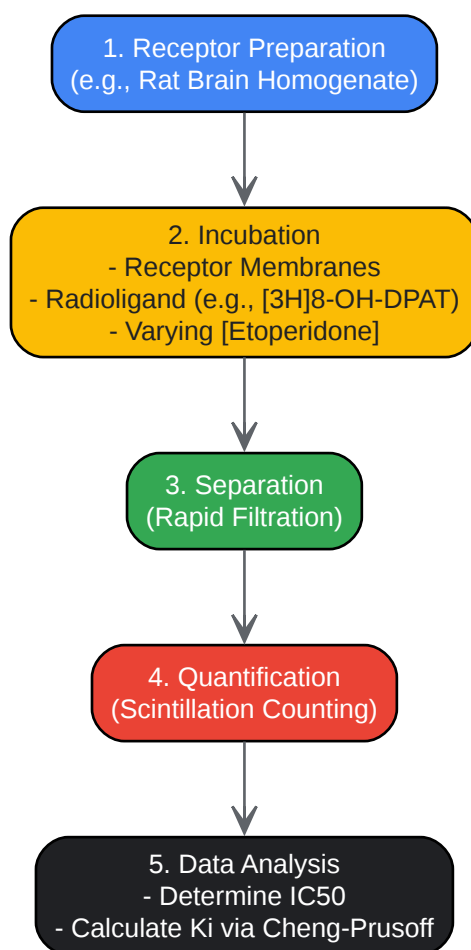 1. Receptor Preparation
(e.g., Rat Brain Homogenate)
2. Incubation
- Receptor Membranes
- Radioligand (e.g., [3H]8-OH-DPAT)
- Varying [Etoperidone]
3. Separation
(Rapid Filtration)
4. Quantification
(Scintillation Counting)
5. Data Analysis
- Determine IC50
- Calculate Ki via Cheng-Prusoff